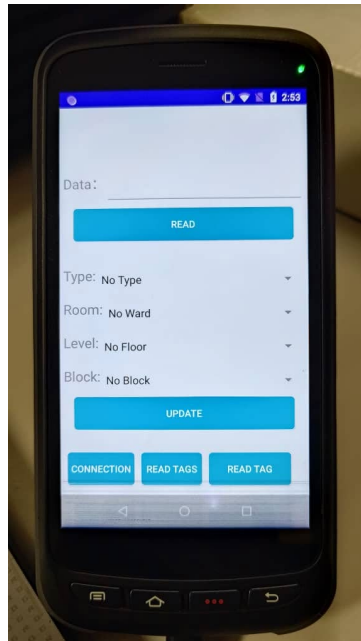 2:53
Data:
READ
Type: No Type
Room: No Ward
Level: No Floor
Block: No Block
UPDATE
CONNECTION READ TAGS READ TAG